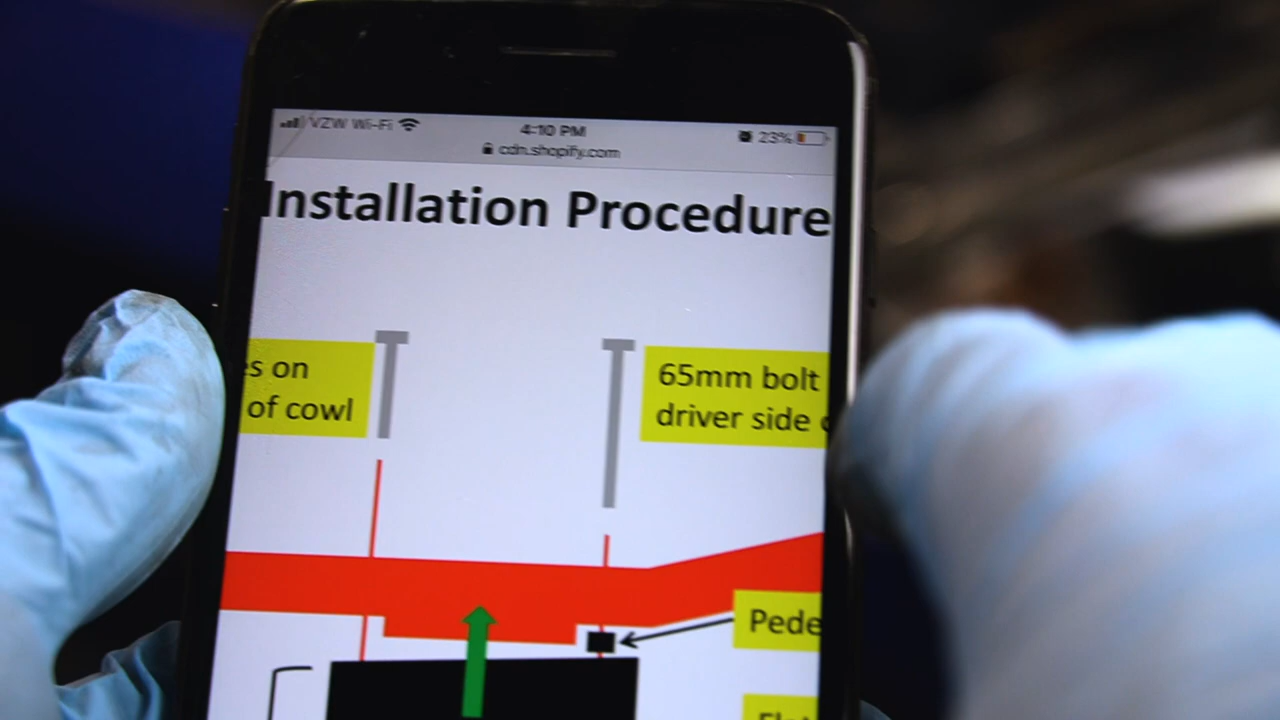 VZW Wi-Fi
4:10 PM
23%
cdn.shopify.com
Installation Procedure
es on
of cowl
65mm bolt
driver side
Pede